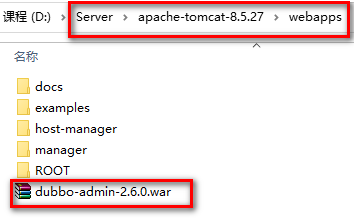 课程 (D:) > Server > apache-tomcat-8.5.27 > webapps
名称
docs
examples
host-manager
manager
ROOT
dubbo-admin-2.6.0.war